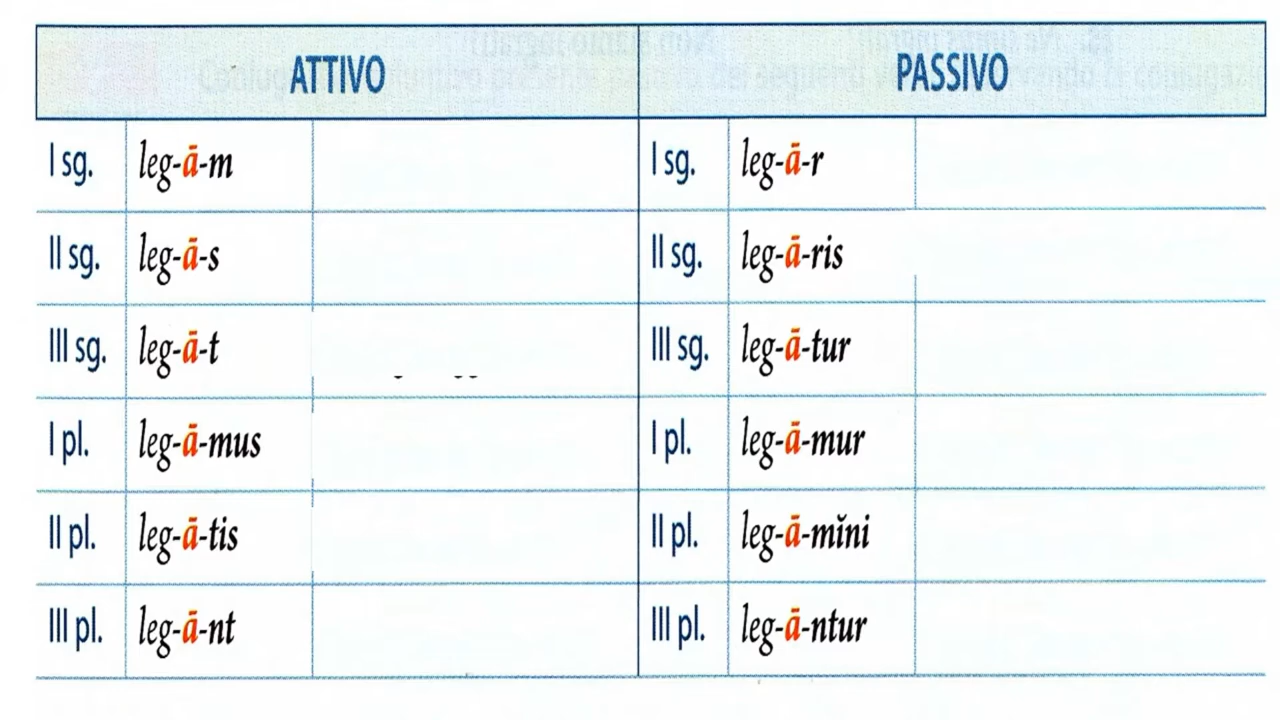 ATTIVO PASSIVO
I sg. leg-ā-m I sg. leg-ā-r
II sg. leg-ā-s II sg. leg-ā-ris
III sg. leg-ā-t III sg. leg-ā-tur
I pl. leg-ā-mus I pl. leg-ā-mur
II pl. leg-ā-tis II pl. leg-ā-mĭni
III pl. leg-ā-nt III pl. leg-ā-ntur